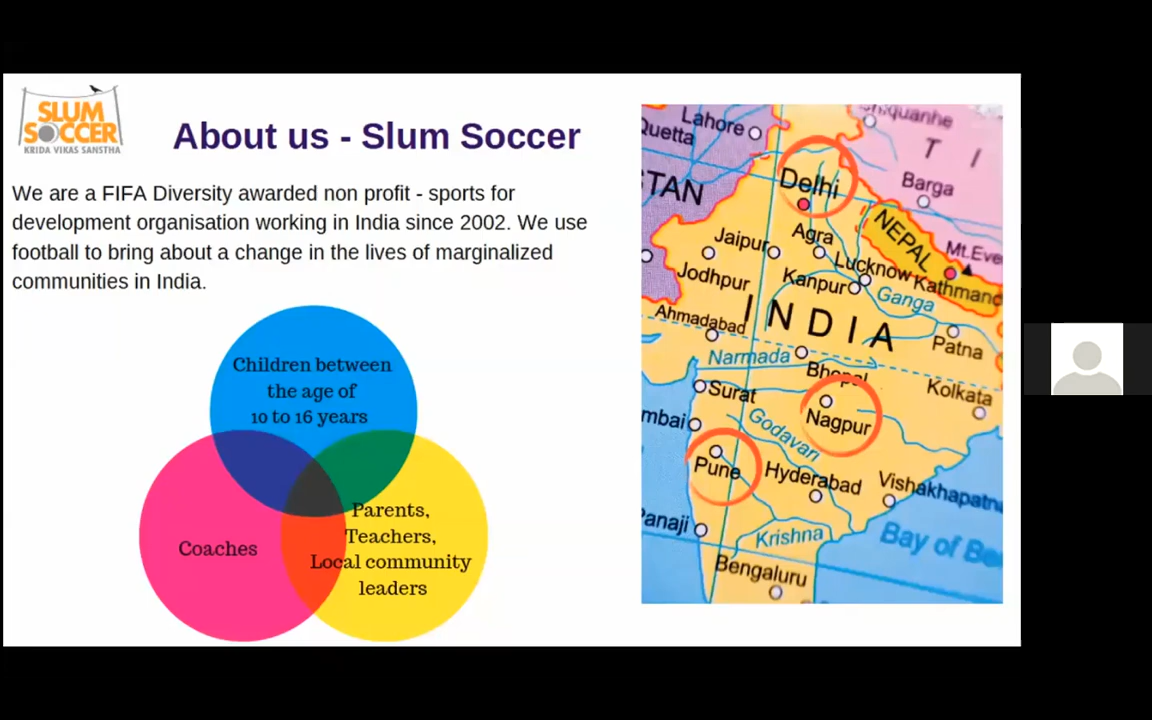 SLUM
SOCCER
KRIDA VIKAS SANSTHA
About us - Slum Soccer
We are a FIFA Diversity awarded non profit - sports for
development organisation working in India since 2002. We use
football to bring about a change in the lives of marginalized
communities in India.
Children between
the age of
10 to 16 years
Coaches
Parents,
Teachers,
Local community
leaders
Lahore
Quetta
TAN
T I
Barga
Delhi
NEPAL
Mt.Eve
Agra
Jaipur
Lucknow
Kathmand
Jodhpur
Kanpur
Ganga
INDIA
Ahmadabad
Patna
Narmada
Bhopal
Surat
Kolkata
Nagpur
mbai
Godavari
Pune
Hyderabad
Vishakhapatn
Panaji
Krishna
Bay of Be
Bengaluru